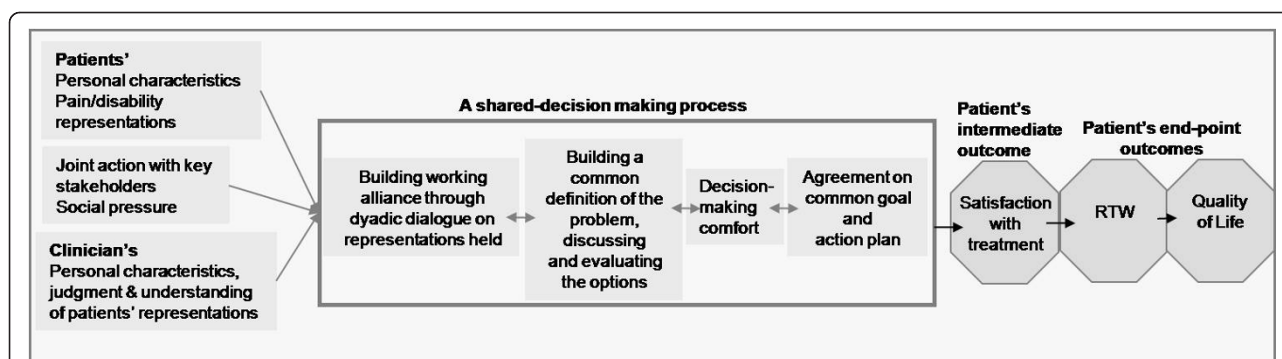 Patients'
Personal characteristics
Pain/disability
representations
Joint action with key
stakeholders
Social pressure
Clinician's
Personal characteristics,
judgment & understanding
of patients' representations
A shared-decision making process
Building working
alliance through
dyadic dialogue on
representations held
Building a
common
definition of the
problem,
discussing
and evaluating
the options
Decision-
making
comfort
Agreement on
common goal
and
action plan
Patient's
intermediate
outcome
Satisfaction
with
treatment
Patient's end-point
outcomes
RTW
Quality
of Life